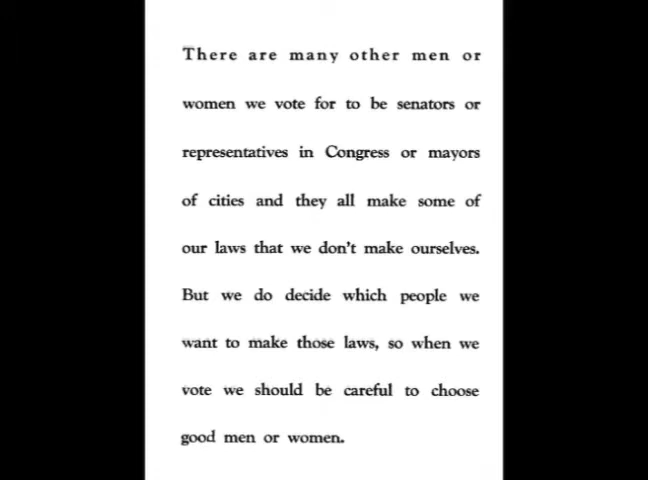 There are many other men or
women we vote for to be senators or
representatives in Congress or mayors
of cities and they all make some of
our laws that we don't make ourselves.
But we do decide which people we
want to make those laws, so when we
vote we should be careful to choose
good men or women.